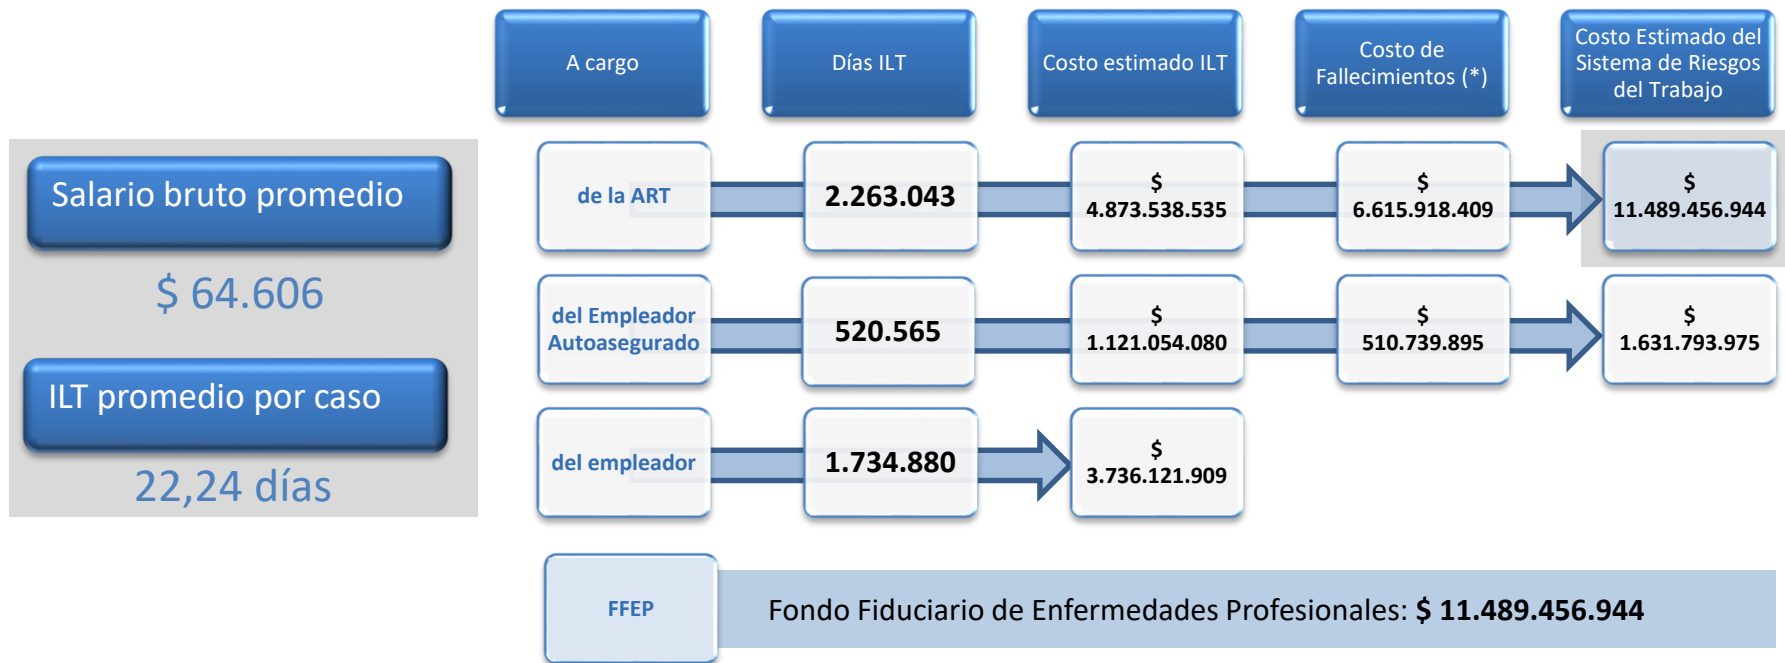 A cargo
Días ILT
Costo estimado ILT
Costo de
Fallecimientos (*)
Costo Estimado del
Sistema de Riesgos
del Trabajo
Salario bruto promedio
$ 64.606
ILT promedio por caso
22,24 días
de la ART
2.263.043
$
4.873.538.535
$
6.615.918.409
$
11.489.456.944
del Empleador
Autoasegurado
520.565
$
1.121.054.080
$
510.739.895
$
1.631.793.975
del empleador
1.734.880
$
3.736.121.909
FFEP
Fondo Fiduciario de Enfermedades Profesionales: $ 11.489.456.944